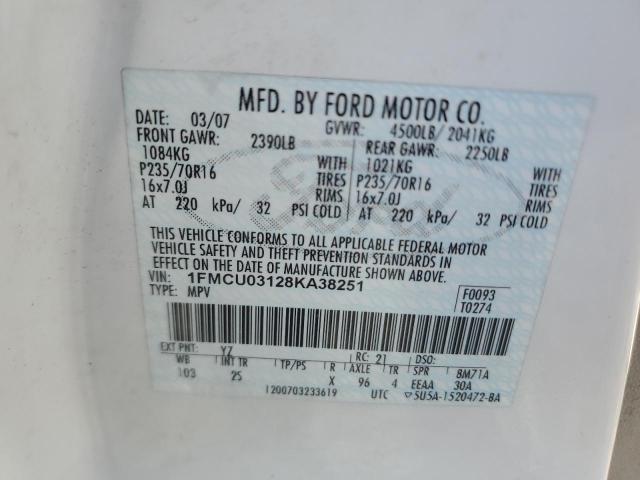 MFD. BY FORD MOTOR CO.
DATE: 03/07 GVWR: 4500LB/ 2041KG
FRONT GAWR: 2390LB REAR GAWR: 2250LB
1084KG WITH 1021KG WITH
P235/70R16 TIRES P235/70R16 TIRES
16x7.0J RIMS 16x7.0J RIMS
AT 220 kPa/ 32 PSI COLD AT 220 kPa/ 32 PSI COLD
THIS VEHICLE CONFORMS TO ALL APPLICABLE FEDERAL MOTOR
VEHICLE SAFETY AND THEFT PREVENTION STANDARDS IN
EFFECT ON THE DATE OF MANUFACTURE SHOWN ABOVE.
VIN: 1FMCU03128KA38251
TYPE: MPV
F0093
T0274
EXT PNT: YZ RC: 21 DSO:
WB INT TR TP/PS R AXLE TR SPR 8M71A
103 25 X 96 4 EEAA 30A
1200703233619 UTC 5U5A-1520472-BA